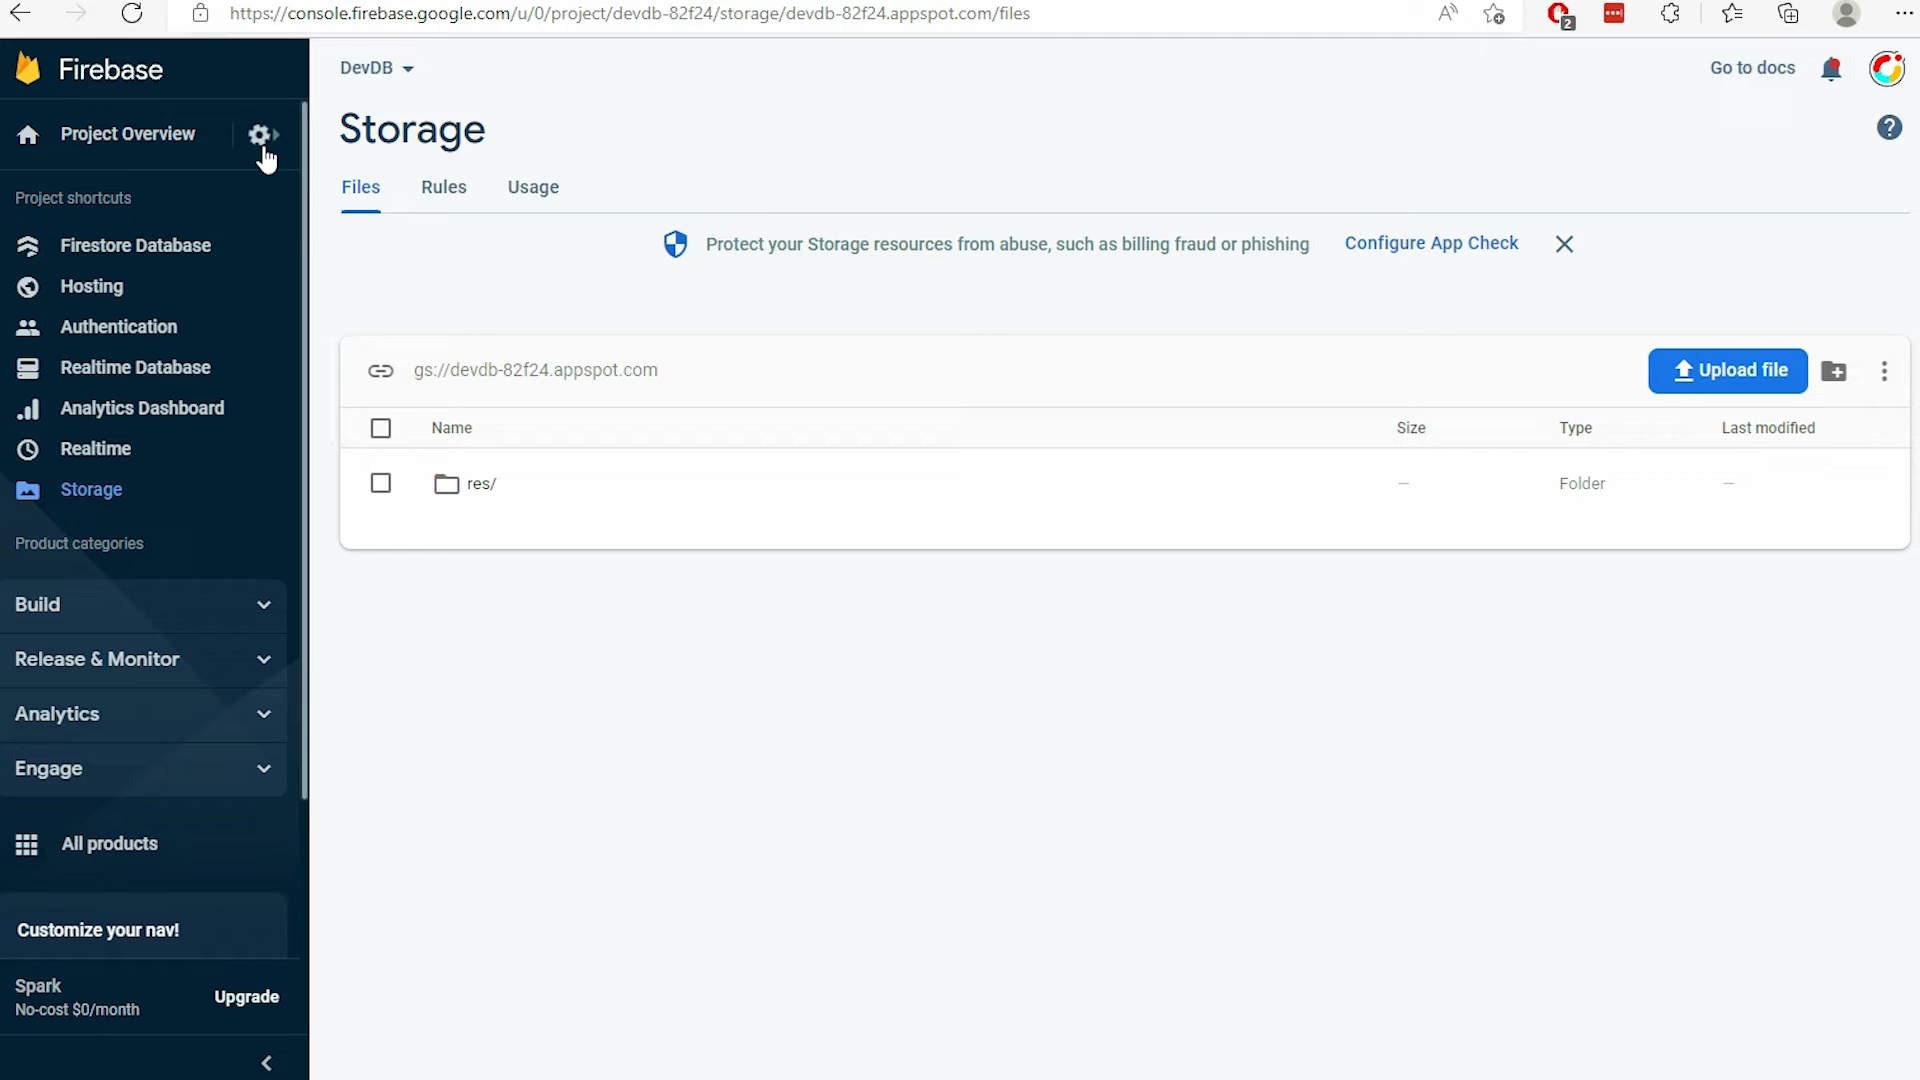 https://console.firebase.google.com/u/0/project/devdb-82f24/storage/devdb-82f24.appspot.com/files
A))
2
Firebase
DevDB
Go to docs
Project Overview
Storage
?
Project shortcuts
Files Rules Usage
Firestore Database
Protect your Storage resources from abuse, such as billing fraud or phishing Configure App Check
Hosting
Authentication
Realtime Database
gs://devdb-82f24.appspot.com
Upload file
Analytics Dashboard
Name Size Type Last modified
Realtime
Storage
res/ – Folder –
Product categories
Build
Release & Monitor
Analytics
Engage
All products
Customize your nav!
Spark
No-cost $0/month
Upgrade